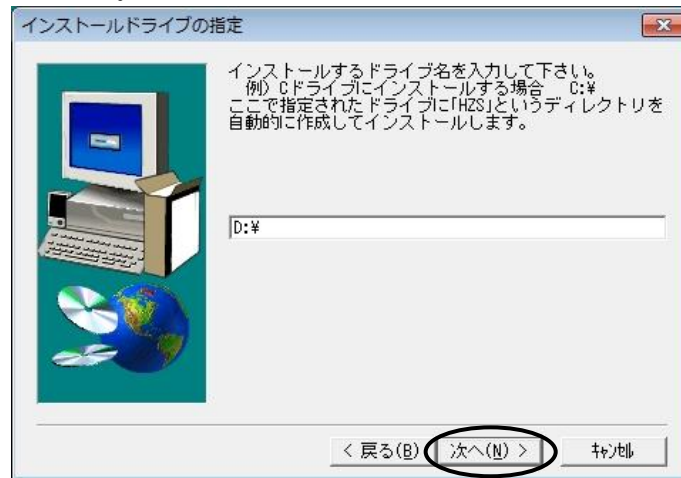 インストールドライブの指定
インストールするドライブ名を入力して下さい。
例) Cドライブにインストールする場合　C:¥
ここで指定されたドライブに｢HZS｣というディレクトリを
自動的に作成してインストールします。
D:¥
< 戻る(B)　次へ(N) >　ｷｬﾝｾﾙ